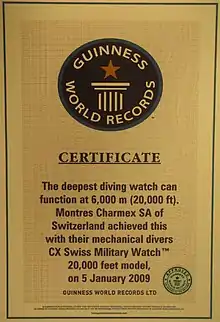 GUINNESS
WORLD RECORDS
CERTIFICATE
The deepest diving watch can
function at 6,000 m (20,000 ft).
Montres Charmex SA of
Switzerland achieved this
with their mechanical divers
CX Swiss Military Watch™
20,000 feet model,
on 5 January 2009
GUINNESS WORLD RECORDS LTD